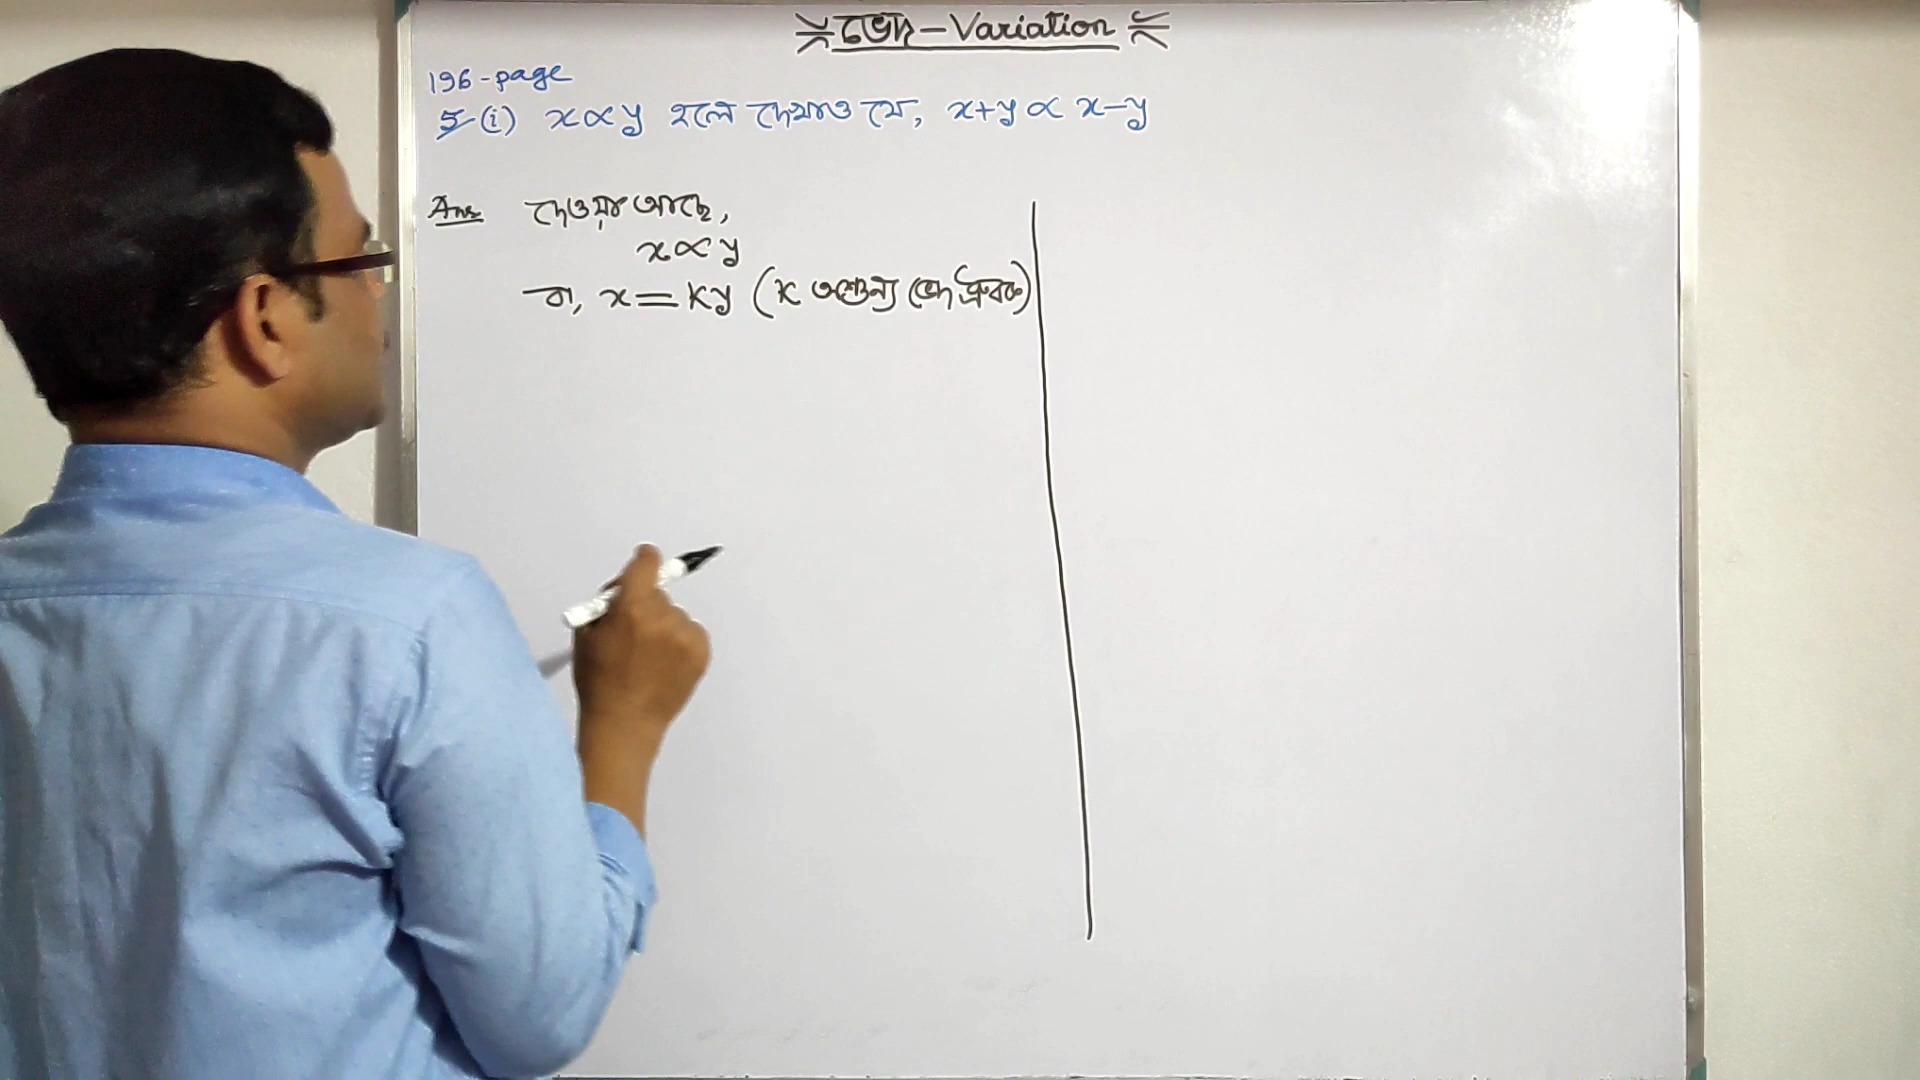 ভেদ - Variation
196 - page
5 (i) x ∝ y হলে দেখাও যে, x+y ∝ x-y
Ans দেওয়া আছে,
x ∝ y
বা, x = Ky (K অশূন্য ভেদ ধ্রুবক)